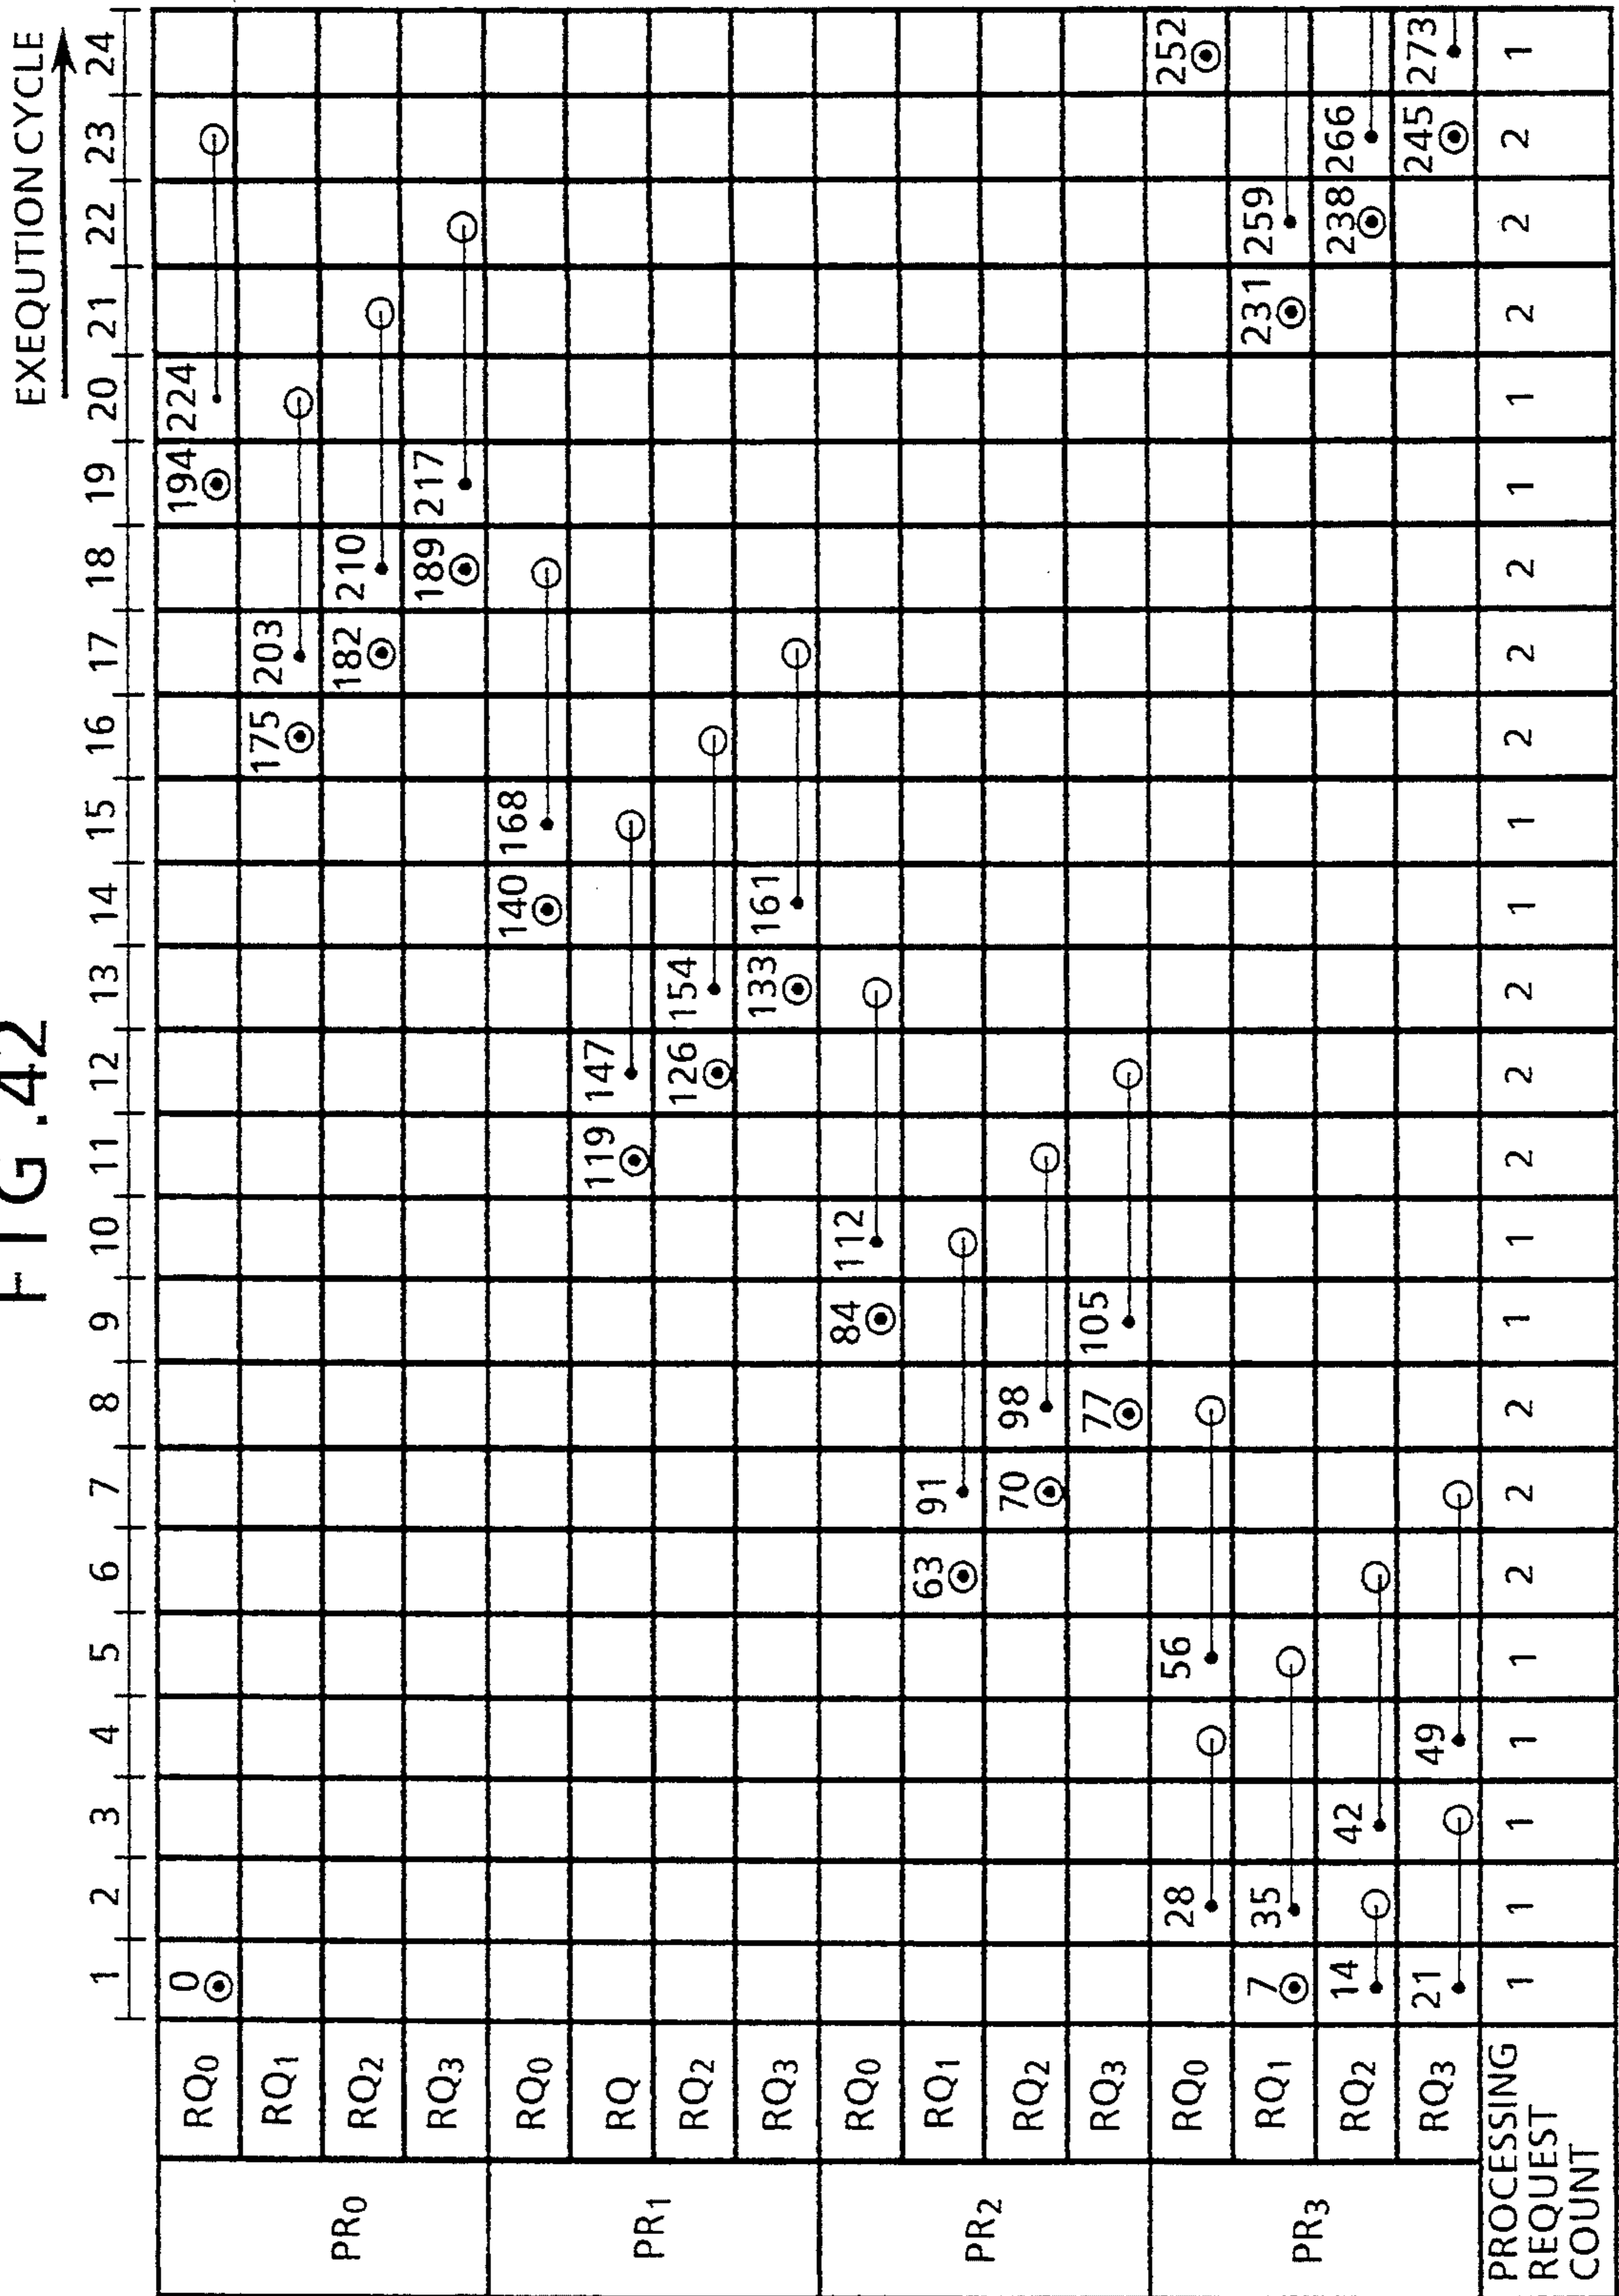 FIG.42
EXEQUTION CYCLE
1 2 3 4 5 6 7 8 9 10 11 12 13 14 15 16 17 18 19 20 21 22 23 24
PR0
RQ0 0 194 224
RQ1 175 203
RQ2 182 210
RQ3 189 217
PR1
RQ0 140 168
RQ 119 147
RQ2 126 154
RQ3 133 161
PR2
RQ0 84 112
RQ1 63 91
RQ2 70 98
RQ3 77 105
PR3
RQ0 28 56 252
RQ1 7 35 231 259
RQ2 14 42 238 266
RQ3 21 49 245 273
PROCESSING
REQUEST
COUNT
1 1 1 1 1 2 2 2 1 1 2 2 2 1 1 2 2 2 1 1 2 2 2 1